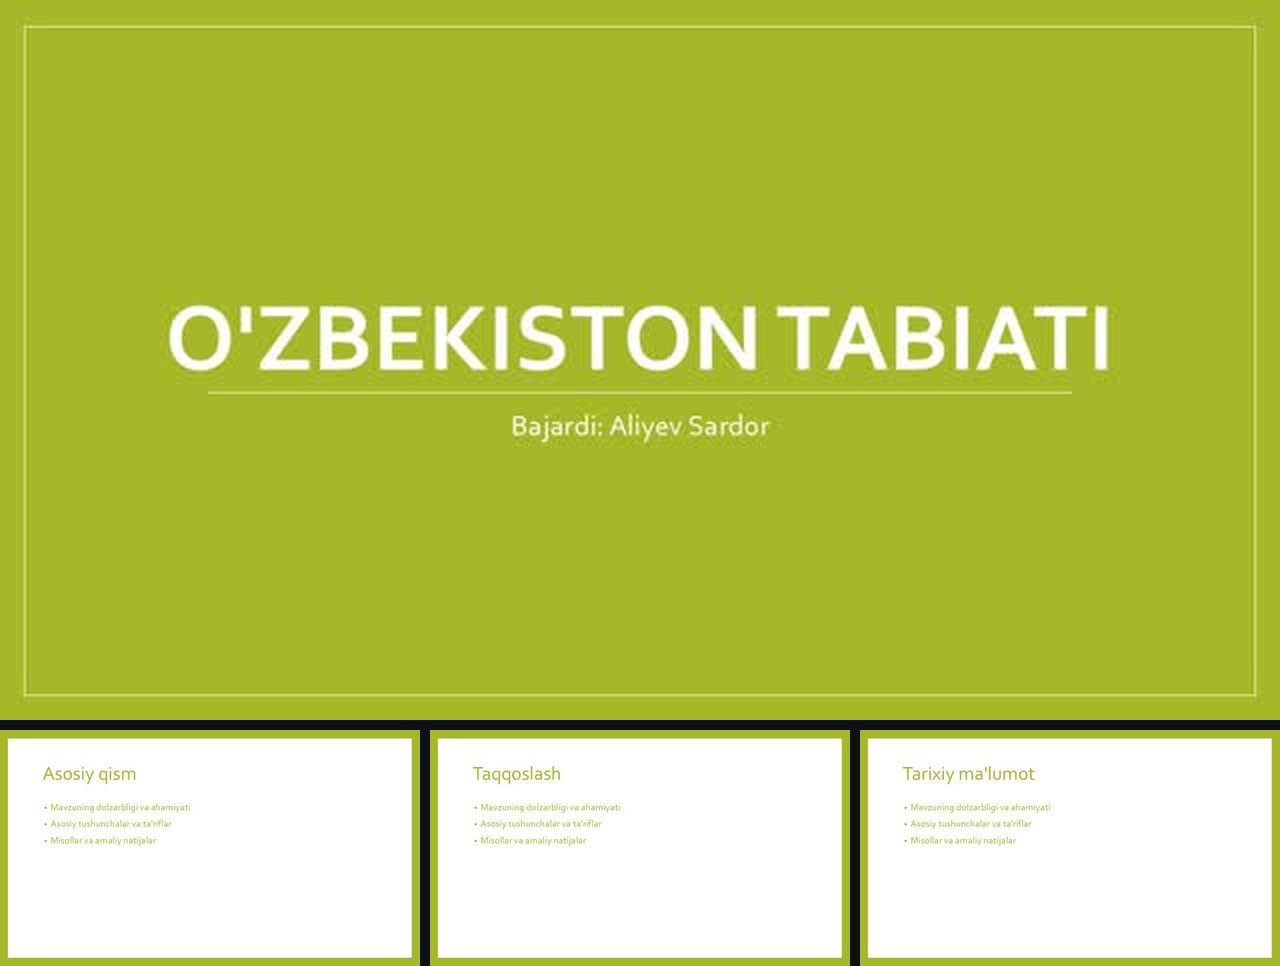 O'ZBEKISTON TABIATI
Bajardi: Aliyev Sardor
Asosiy qism
• Mavzuning dolzarbligi va ahamiyati
• Asosiy tushunchalar va ta'riflar
• Misollar va amaliy natijalar
Taqqoslash
• Mavzuning dolzarbligi va ahamiyati
• Asosiy tushunchalar va ta'riflar
• Misollar va amaliy natijalar
Tarixiy ma'lumot
• Mavzuning dolzarbligi va ahamiyati
• Asosiy tushunchalar va ta'riflar
• Misollar va amaliy natijalar